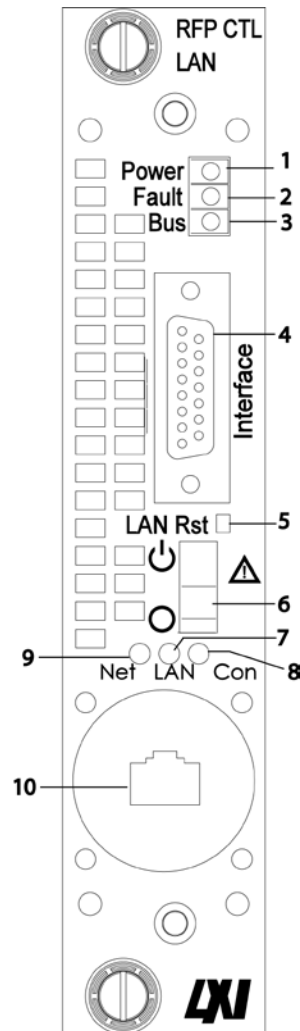 RFP CTL
LAN
Power 1
Fault 2
Bus 3
4
Interface
LAN Rst 5
6
7
9 8
Net LAN Con
10
LXI